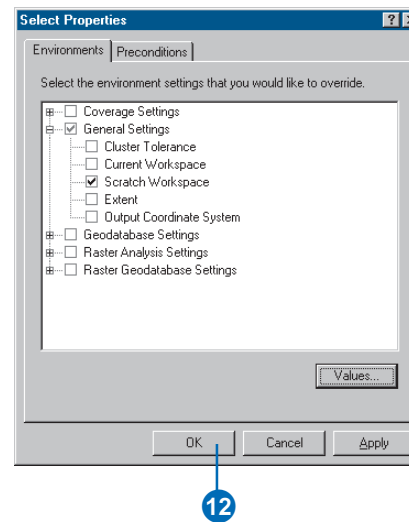 Select Properties
Environments
Preconditions
Select the environment settings that you would like to override.
Coverage Settings
General Settings
Cluster Tolerance
Current Workspace
Scratch Workspace
Extent
Output Coordinate System
Geodatabase Settings
Raster Analysis Settings
Raster Geodatabase Settings
Values...
OK
Cancel
Apply
12